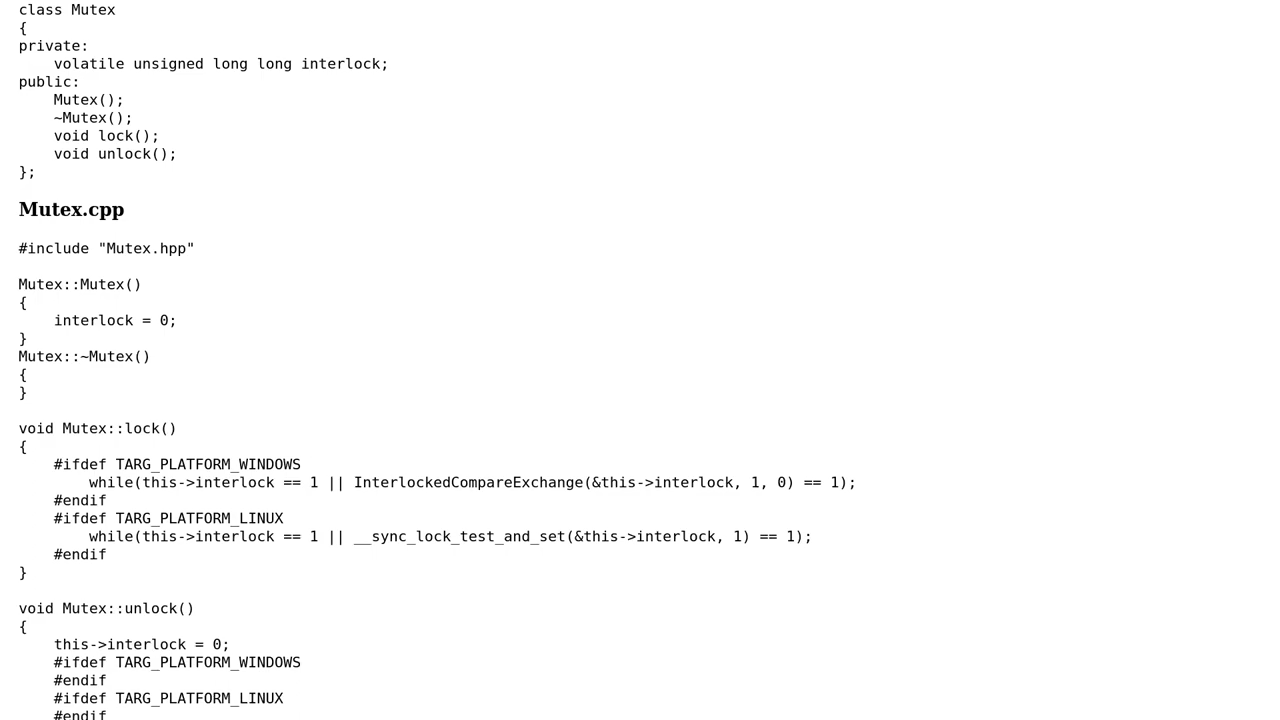 class Mutex
{
private:
    volatile unsigned long long interlock;
public:
    Mutex();
    ~Mutex();
    void lock();
    void unlock();
};
Mutex.cpp
#include "Mutex.hpp"

Mutex::Mutex()
{
    interlock = 0;
}
Mutex::~Mutex()
{
}

void Mutex::lock()
{
    #ifdef TARG_PLATFORM_WINDOWS
        while(this->interlock == 1 || InterlockedCompareExchange(&this->interlock, 1, 0) == 1);
    #endif
    #ifdef TARG_PLATFORM_LINUX
        while(this->interlock == 1 || __sync_lock_test_and_set(&this->interlock, 1) == 1);
    #endif
}

void Mutex::unlock()
{
    this->interlock = 0;
    #ifdef TARG_PLATFORM_WINDOWS
    #endif
    #ifdef TARG_PLATFORM_LINUX
    #endif